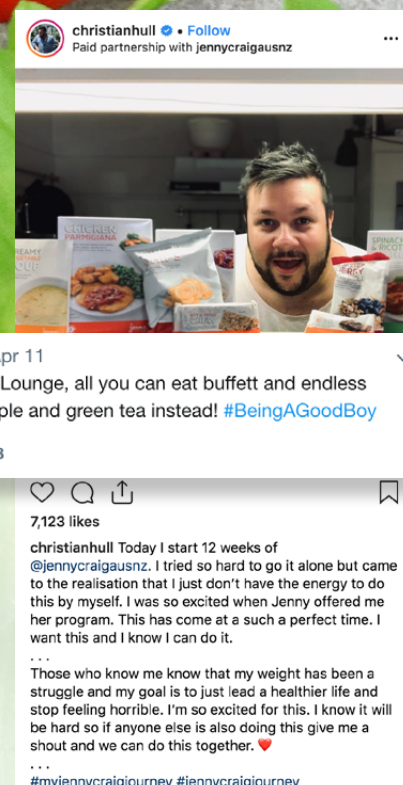 christianhull • Follow
Paid partnership with jennycraigausnz
CHICKEN
PARMIGIANA
SPINACH
& RICOT
pr 11
Lounge, all you can eat buffett and endless
ple and green tea instead! #BeingAGoodBoy
7,123 likes
christianhull Today I start 12 weeks of
@jennycraigausnz. I tried so hard to go it alone but came
to the realisation that I just don't have the energy to do
this by myself. I was so excited when Jenny offered me
her program. This has come at a such a perfect time. I
want this and I know I can do it.
. . .
Those who know me know that my weight has been a
struggle and my goal is to just lead a healthier life and
stop feeling horrible. I'm so excited for this. I know it will
be hard so if anyone else is also doing this give me a
shout and we can do this together. ❤️
. . .
#myjennycraigjourney #jennycraigjourney